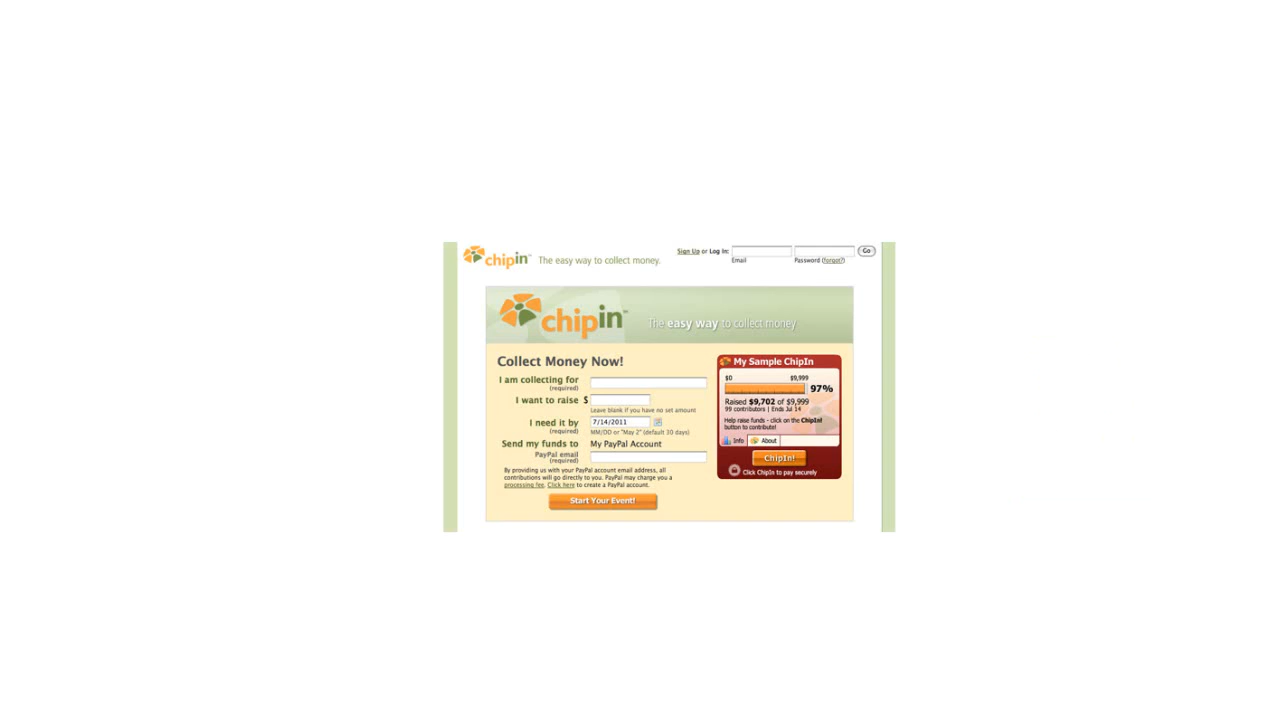 chipin™ The easy way to collect money.
Sign Up or Log In:
Go
Email
Password (forgot?)
chipin™ The easy way to collect money
Collect Money Now!
I am collecting for
(required)
I want to raise $
Leave blank if you have no set amount
I need it by 7/14/2011
(required) MM/DD or "May 2" (default 30 days)
Send my funds to My PayPal Account
PayPal email
(required)
By providing us with your PayPal account email address, all
contributions will go directly to you. PayPal may charge you a
processing fee. Click here to create a PayPal account.
Start Your Event!
My Sample ChipIn
$0 $9,999
97%
Raised $9,702 of $9,999
99 contributors | Ends Jul 14
Help raise funds - click on the ChipIn!
button to contribute!
Info About
ChipIn!
Click ChipIn to pay securely